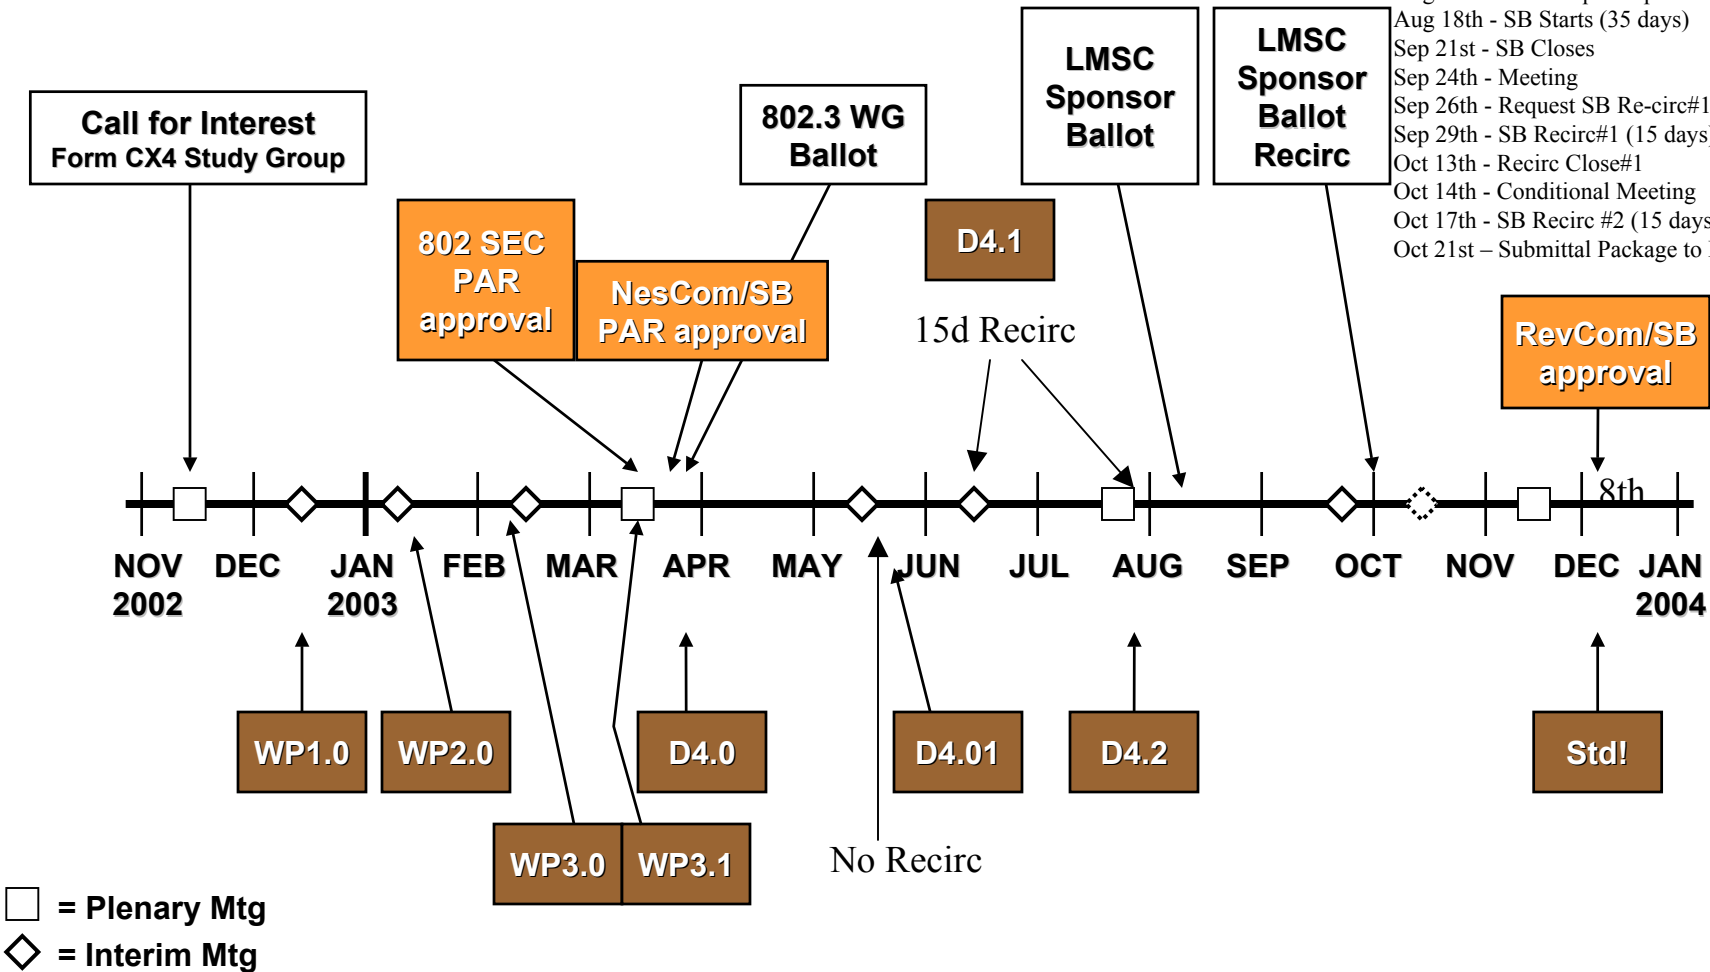 Aug 18th - SB Starts (35 days)
Sep 21st - SB Closes
Sep 24th - Meeting
Sep 26th - Request SB Re-circ#1
Sep 29th - SB Recirc#1 (15 days)
Oct 13th - Recirc Close#1
Oct 14th - Conditional Meeting
Oct 17th - SB Recirc #2 (15 days
Oct 21st – Submittal Package to
LMSC
Sponsor
Ballot
LMSC
Sponsor
Ballot
Recirc
Call for Interest
Form CX4 Study Group
802.3 WG
Ballot
802 SEC
PAR
approval
NesCom/SB
PAR approval
D4.1
15d Recirc
RevCom/SB
approval
8th
NOV
2002
DEC
JAN
2003
FEB
MARCH
APR
MAY
JUN
JUL
AUG
SEP
OCT
NOV
DEC
JAN
2004
WP1.0
WP2.0
D4.0
D4.01
D4.2
Std!
WP3.0
WP3.1
No Recirc
= Plenary Mtg
= Interim Mtg